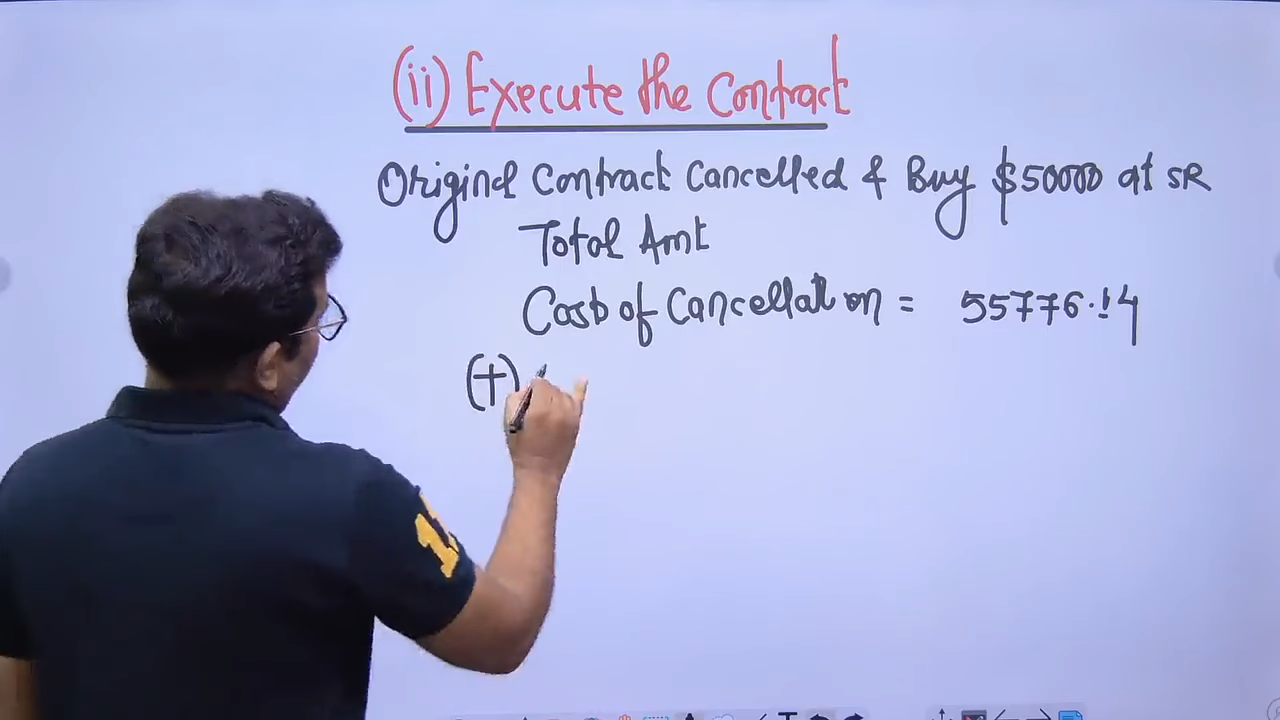 (ii) Execute the Contract
Original Contract Cancelled & Buy $50000 at SR
Total Amt
Cost of Cancellation = 55776.14
(+)